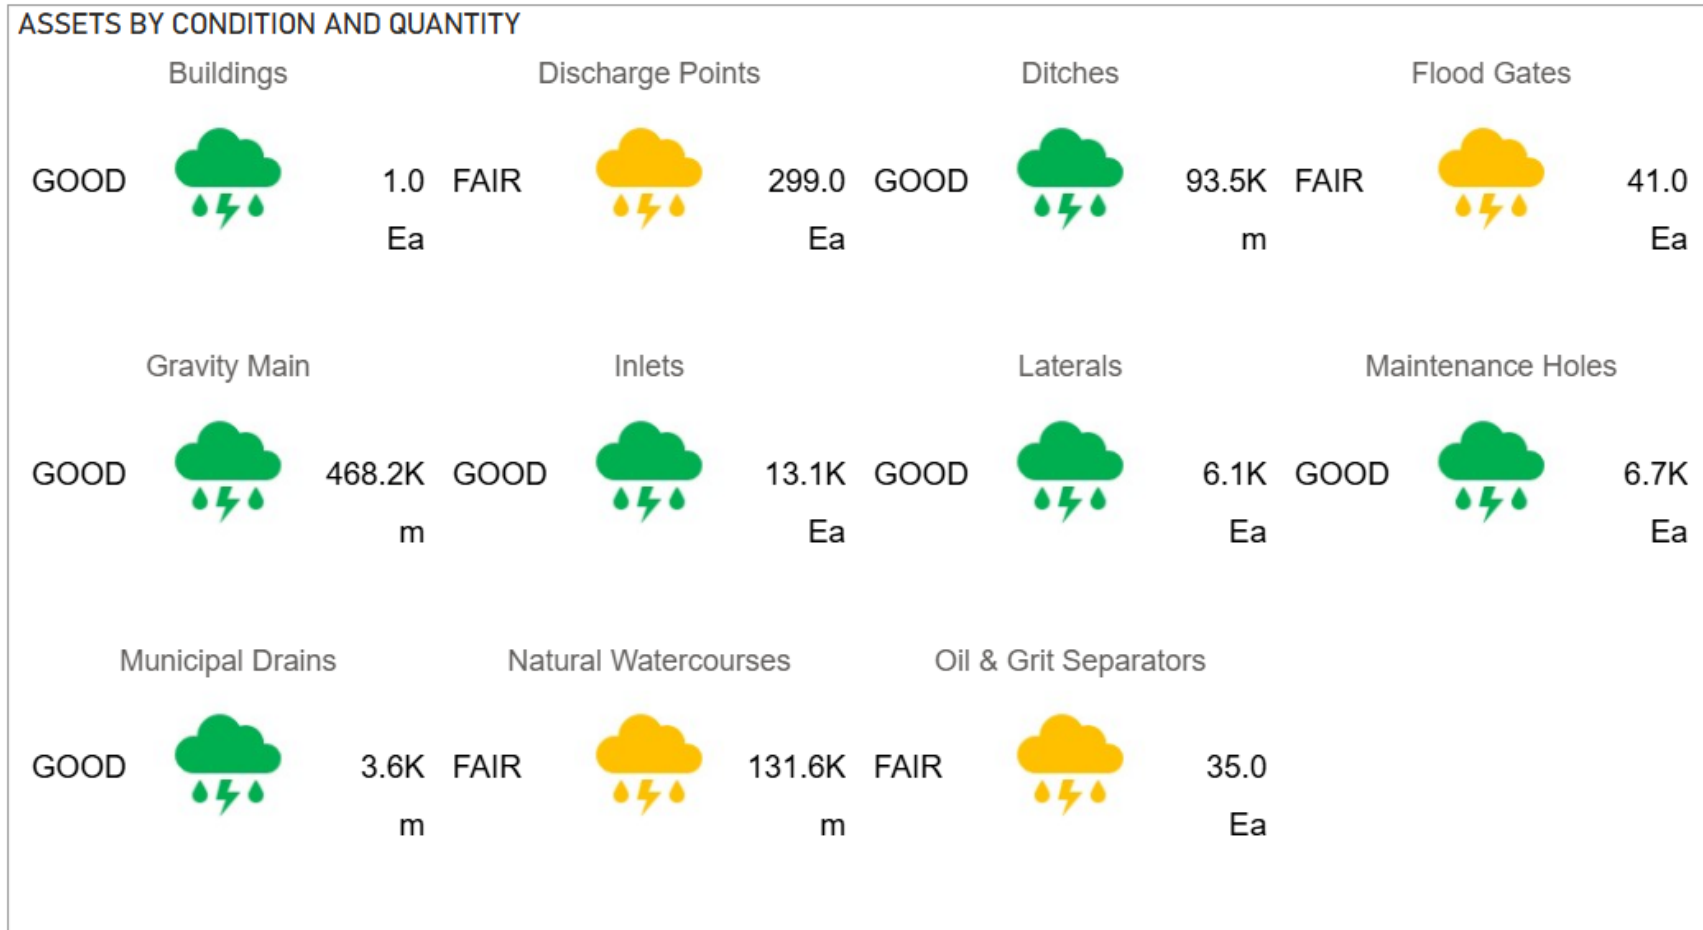 ASSETS BY CONDITION AND QUANTITY
Buildings Discharge Points Ditches Flood Gates
GOOD 1.0 FAIR 299.0 GOOD 93.5K FAIR 41.0
Ea Ea m Ea
Gravity Main Inlets Laterals Maintenance Holes
GOOD 468.2K GOOD 13.1K GOOD 6.1K GOOD 6.7K
m Ea Ea Ea
Municipal Drains Natural Watercourses Oil & Grit Separators
GOOD 3.6K FAIR 131.6K FAIR 35.0
m m Ea